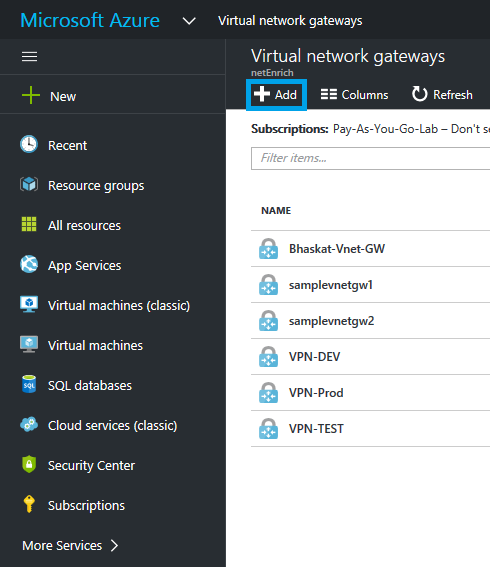 Microsoft Azure Virtual network gateways
New
Recent
Resource groups
All resources
App Services
Virtual machines (classic)
Virtual machines
SQL
SQL databases
Cloud services (classic)
Security Center
Subscriptions
More Services
Virtual network gateways
netEnrich
Add Columns Refresh
Subscriptions: Pay-As-You-Go-Lab – Don't
Filter items...
NAME
Bhaskat-Vnet-GW
samplevnetgw1
samplevnetgw2
VPN-DEV
VPN-Prod
VPN-TEST